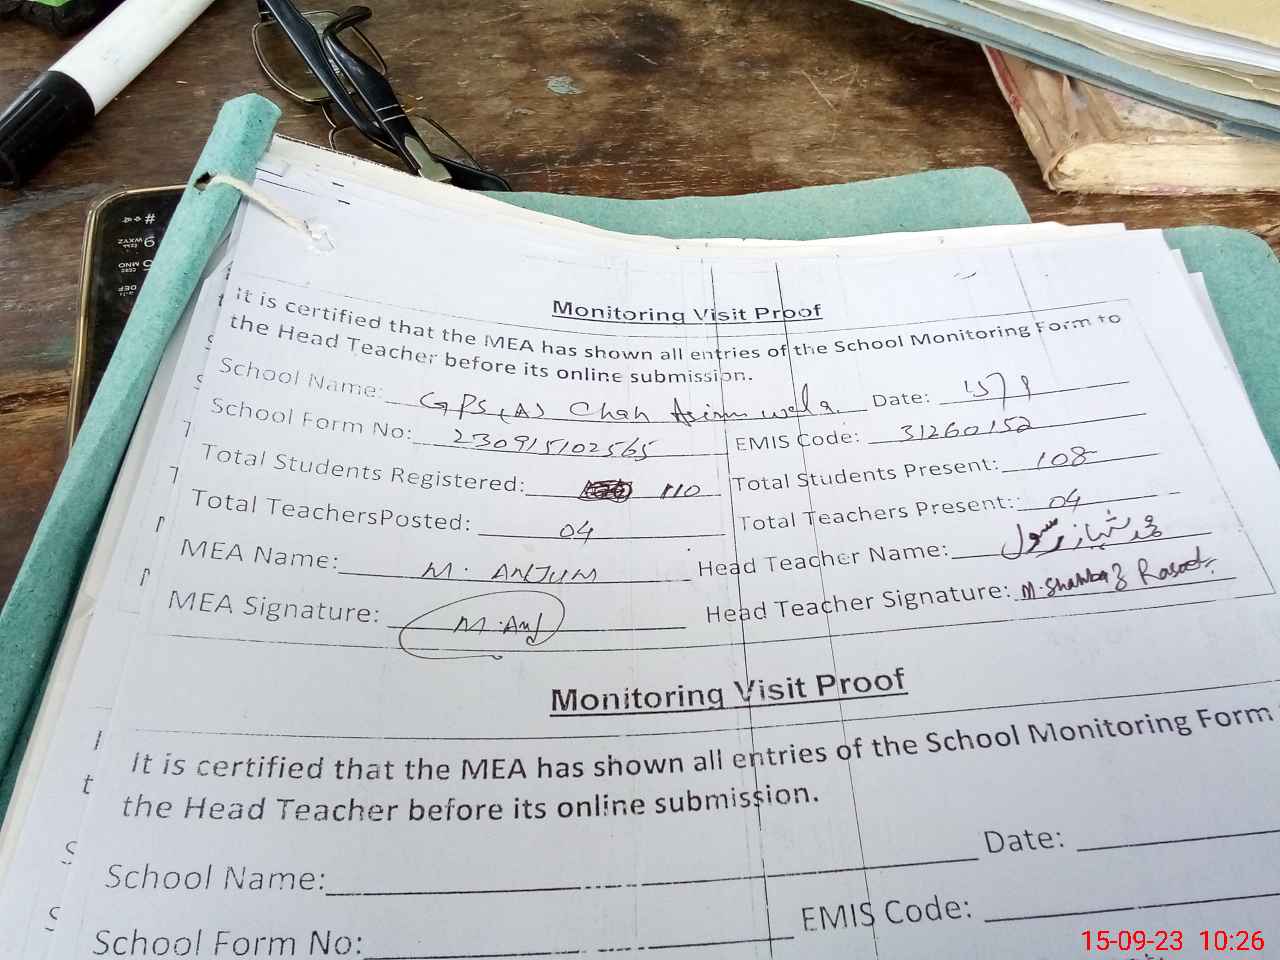 Monitoring Visit Proof
It is certified that the MEA has shown all entries of the School Monitoring Form to
the Head Teacher before its online submission.
School Name: GPS (A) Chah Date: 15/9
School Form No: 230915102565 EMIS Code: 31260152
Total Students Registered: 110 Total Students Present: 108
Total TeachersPosted: 04 Total Teachers Present: 04
MEA Name: M. ANJUM Head Teacher Name: محمد شہباز رسول
MEA Signature: M. Anj Head Teacher Signature: M. Shahbaz Rasool
Monitoring Visit Proof
It is certified that the MEA has shown all entries of the School Monitoring Form
the Head Teacher before its online submission.
School Name: Date:
School Form No: EMIS Code:
15-09-23 10:26